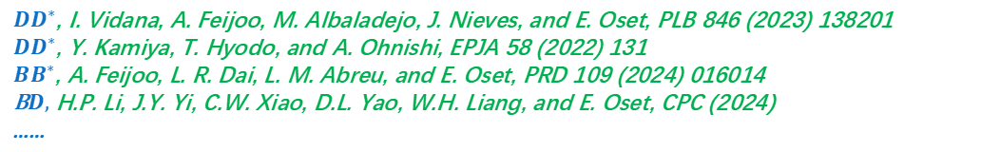 DD*, I. Vidana, A. Feijoo, M. Albaladejo, J. Nieves, and E. Oset, PLB 846 (2023) 138201
DD*, Y. Kamiya, T. Hyodo, and A. Ohnishi, EPJA 58 (2022) 131
BB*, A. Feijoo, L. R. Dai, L. M. Abreu, and E. Oset, PRD 109 (2024) 016014
BD, H.P. Li, J.Y. Yi, C.W. Xiao, D.L. Yao, W.H. Liang, and E. Oset, CPC (2024)
......